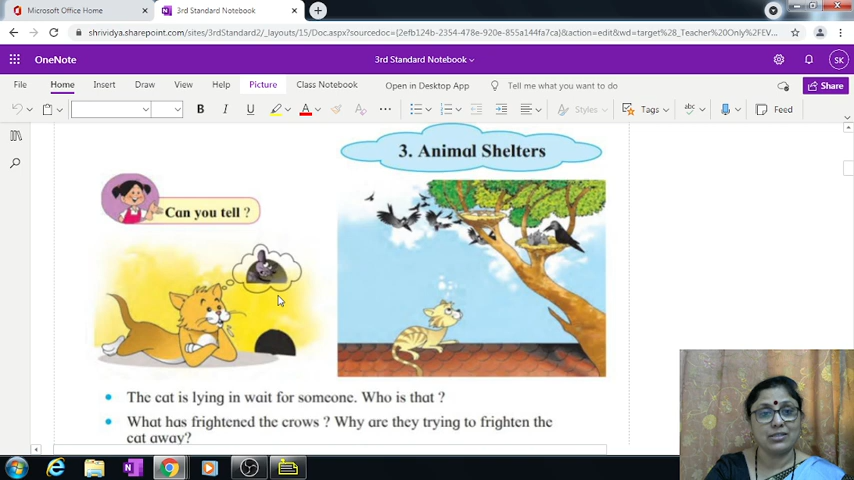 Microsoft Office Home
3rd Standard Notebook
shrividya.sharepoint.com/sites/3rdStandard2/_layouts/15/Doc.aspx?sourcedoc={2efb124b-2354-478e-920e-855a144fa7ca}&action=edit&wd=target%28_Teacher%20Only%2FEV...
OneNote
3rd Standard Notebook
SK
File Home Insert Draw View Help Picture Class Notebook Open in Desktop App Tell me what you want to do Share
B I U A Styles Tags abc Feed
3. Animal Shelters
Can you tell ?
The cat is lying in wait for someone. Who is that ?
What has frightened the crows ? Why are they trying to frighten the
cat away?